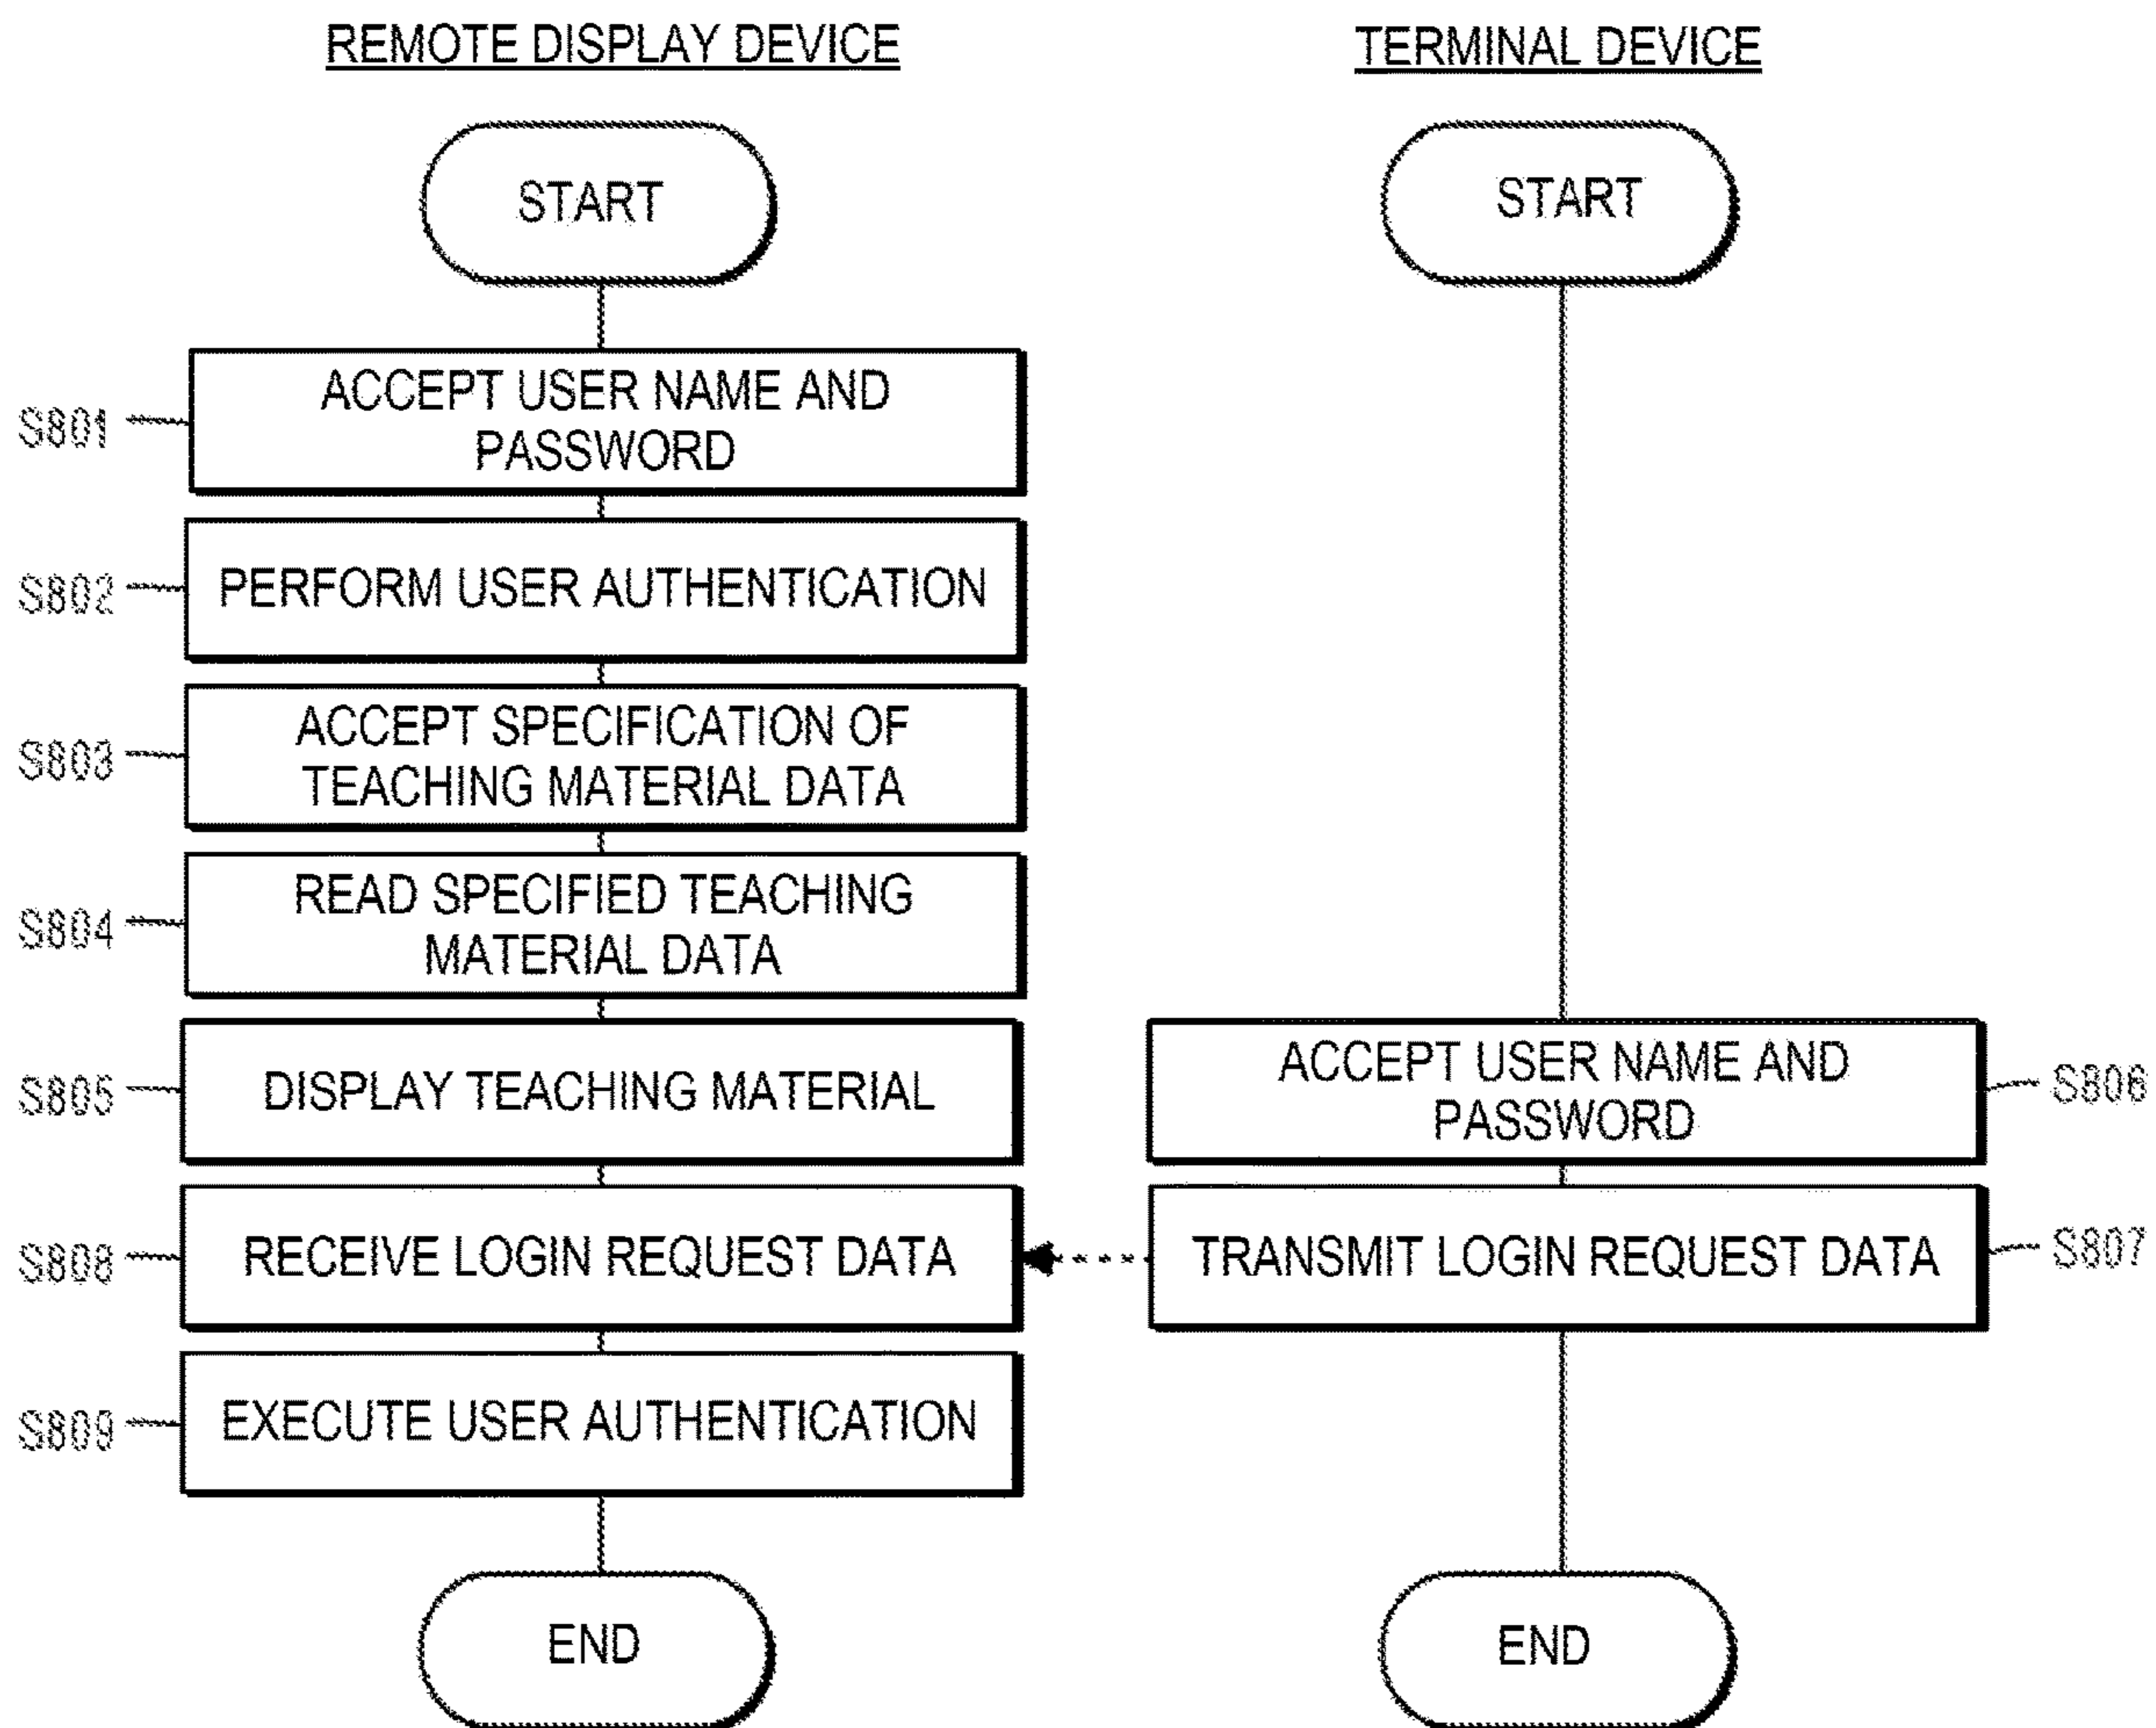 REMOTE DISPLAY DEVICE
TERMINAL DEVICE
START
START
S801
ACCEPT USER NAME AND
PASSWORD
S802
PERFORM USER AUTHENTICATION
S803
ACCEPT SPECIFICATION OF
TEACHING MATERIAL DATA
S804
READ SPECIFIED TEACHING
MATERIAL DATA
S805
DISPLAY TEACHING MATERIAL
ACCEPT USER NAME AND
PASSWORD
S806
S808
RECEIVE LOGIN REQUEST DATA
TRANSMIT LOGIN REQUEST DATA
S807
S809
EXECUTE USER AUTHENTICATION
END
END